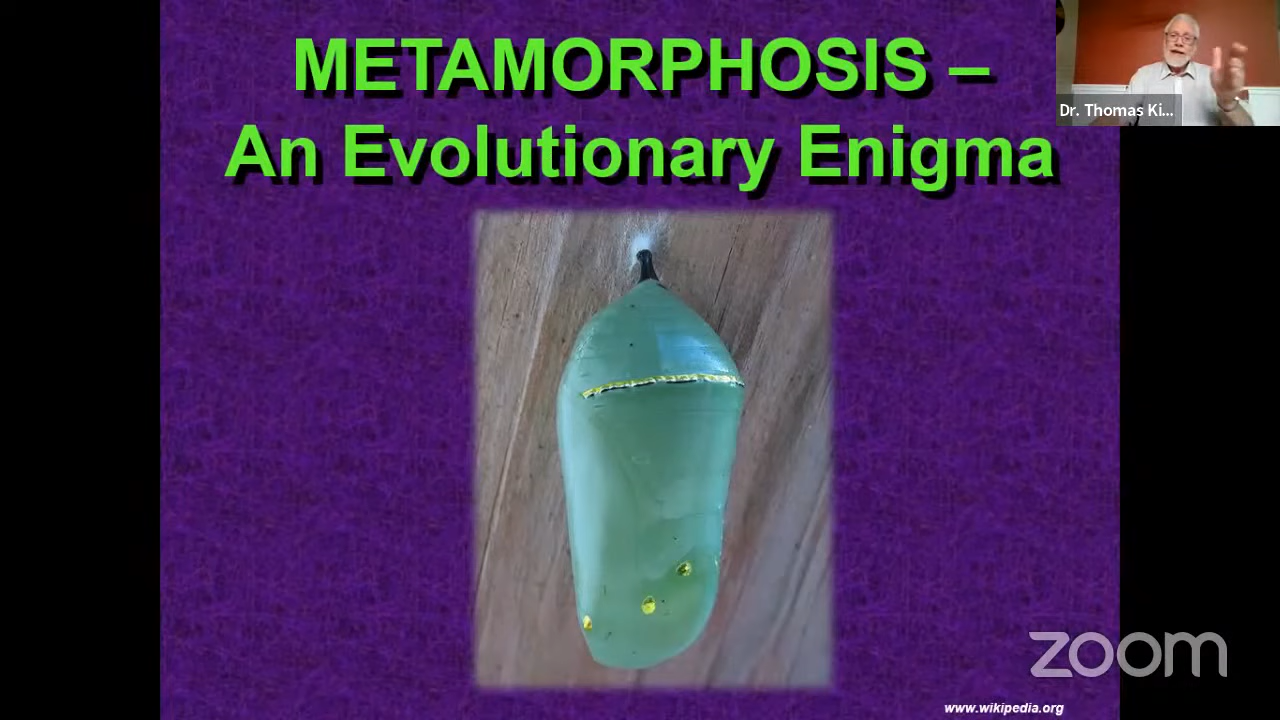 METAMORPHOSIS –
An Evolutionary Enigma
Dr. Thomas Ki...
zoom
www.wikipedia.org